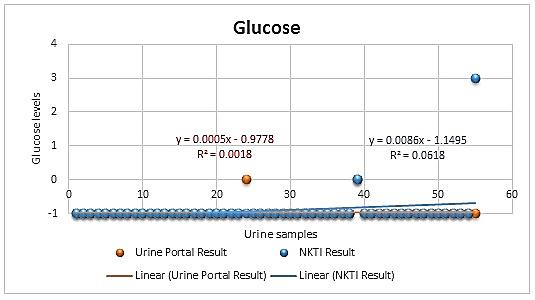 Glucose
4
3
2
1
0
-1
Glucose levels
y = 0.0005x - 0.9778
R² = 0.0018
y = 0.0086x - 1.1495
R² = 0.0618
0 10 20 30 40 50 60
Urine samples
Urine Portal Result NKTI Result
Linear (Urine Portal Result) Linear (NKTI Result)